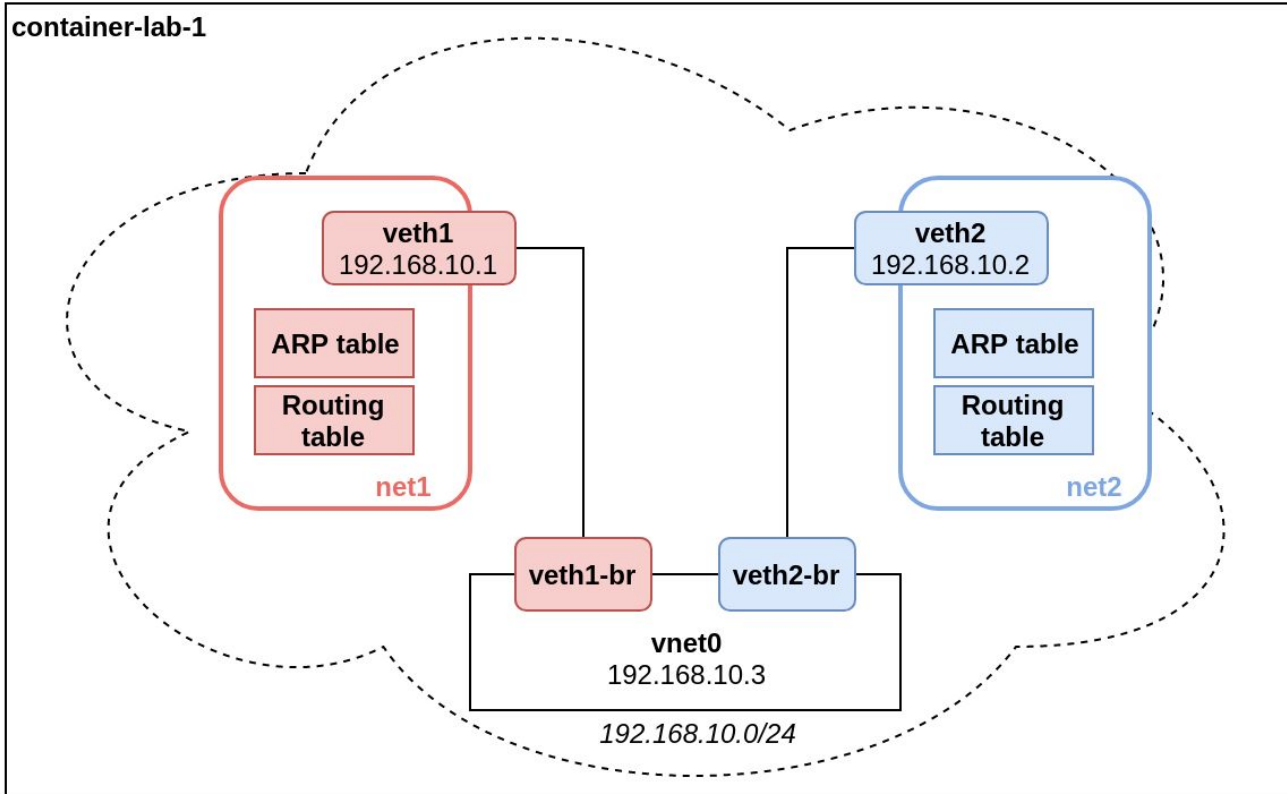 container-lab-1
veth1
192.168.10.1
ARP table
Routing
table
net1
veth2
192.168.10.2
ARP table
Routing
table
net2
veth1-br
veth2-br
vnet0
192.168.10.3
192.168.10.0/24